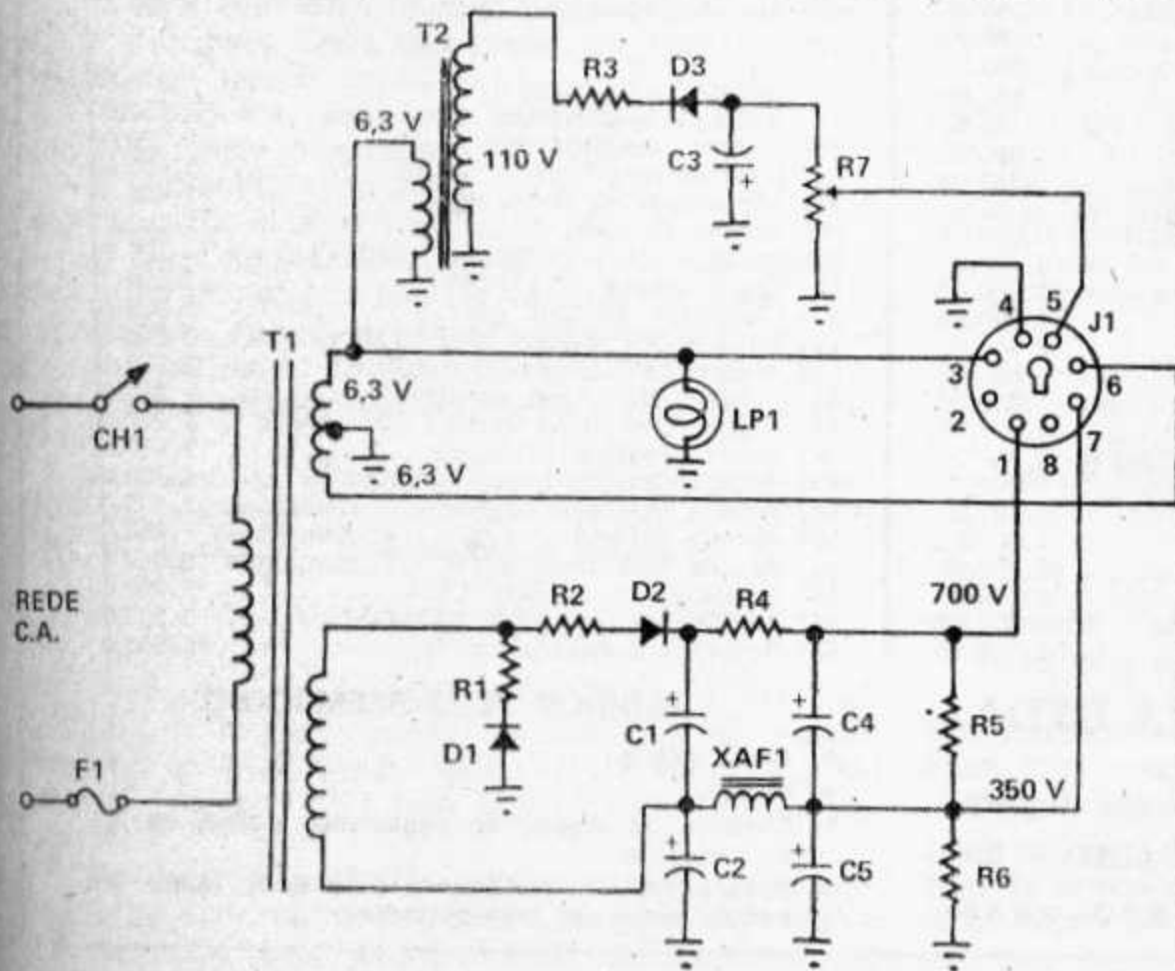 T2
R3
D3
6,3 V
110 V
C3
+
R7
4
5
J1
T1
3
6
6,3 V
CH1
LP1
2
7
6,3 V
1
8
REDE
C.A.
R2
D2
R4
700 V
R1
D1
C1
+
C4
R5
XAF1
350 V
F1
+
C2
+
C5
R6